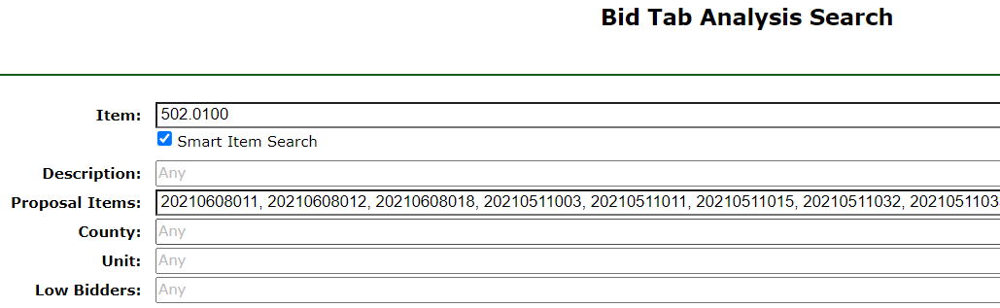 Bid Tab Analysis Search
Item: 502.0100
Smart Item Search
Description: Any
Proposal Items: 20210608011, 20210608012, 20210608018, 20210511003, 20210511011, 20210511015, 20210511032, 2021051103
County: Any
Unit: Any
Low Bidders: Any